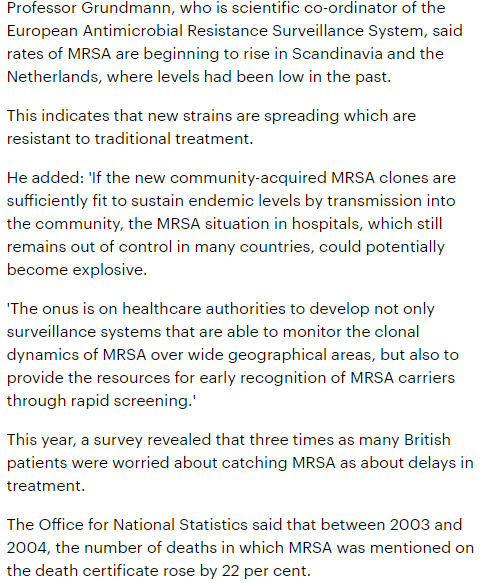 Professor Grundmann, who is scientific co-ordinator of the
European Antimicrobial Resistance Surveillance System, said
rates of MRSA are beginning to rise in Scandinavia and the
Netherlands, where levels had been low in the past.
This indicates that new strains are spreading which are
resistant to traditional treatment.
He added: 'If the new community-acquired MRSA clones are
sufficiently fit to sustain endemic levels by transmission into
the community, the MRSA situation in hospitals, which still
remains out of control in many countries, could potentially
become explosive.
'The onus is on healthcare authorities to develop not only
surveillance systems that are able to monitor the clonal
dynamics of MRSA over wide geographical areas, but also to
provide the resources for early recognition of MRSA carriers
through rapid screening.'
This year, a survey revealed that three times as many British
patients were worried about catching MRSA as about delays in
treatment.
The Office for National Statistics said that between 2003 and
2004, the number of deaths in which MRSA was mentioned on
the death certificate rose by 22 per cent.